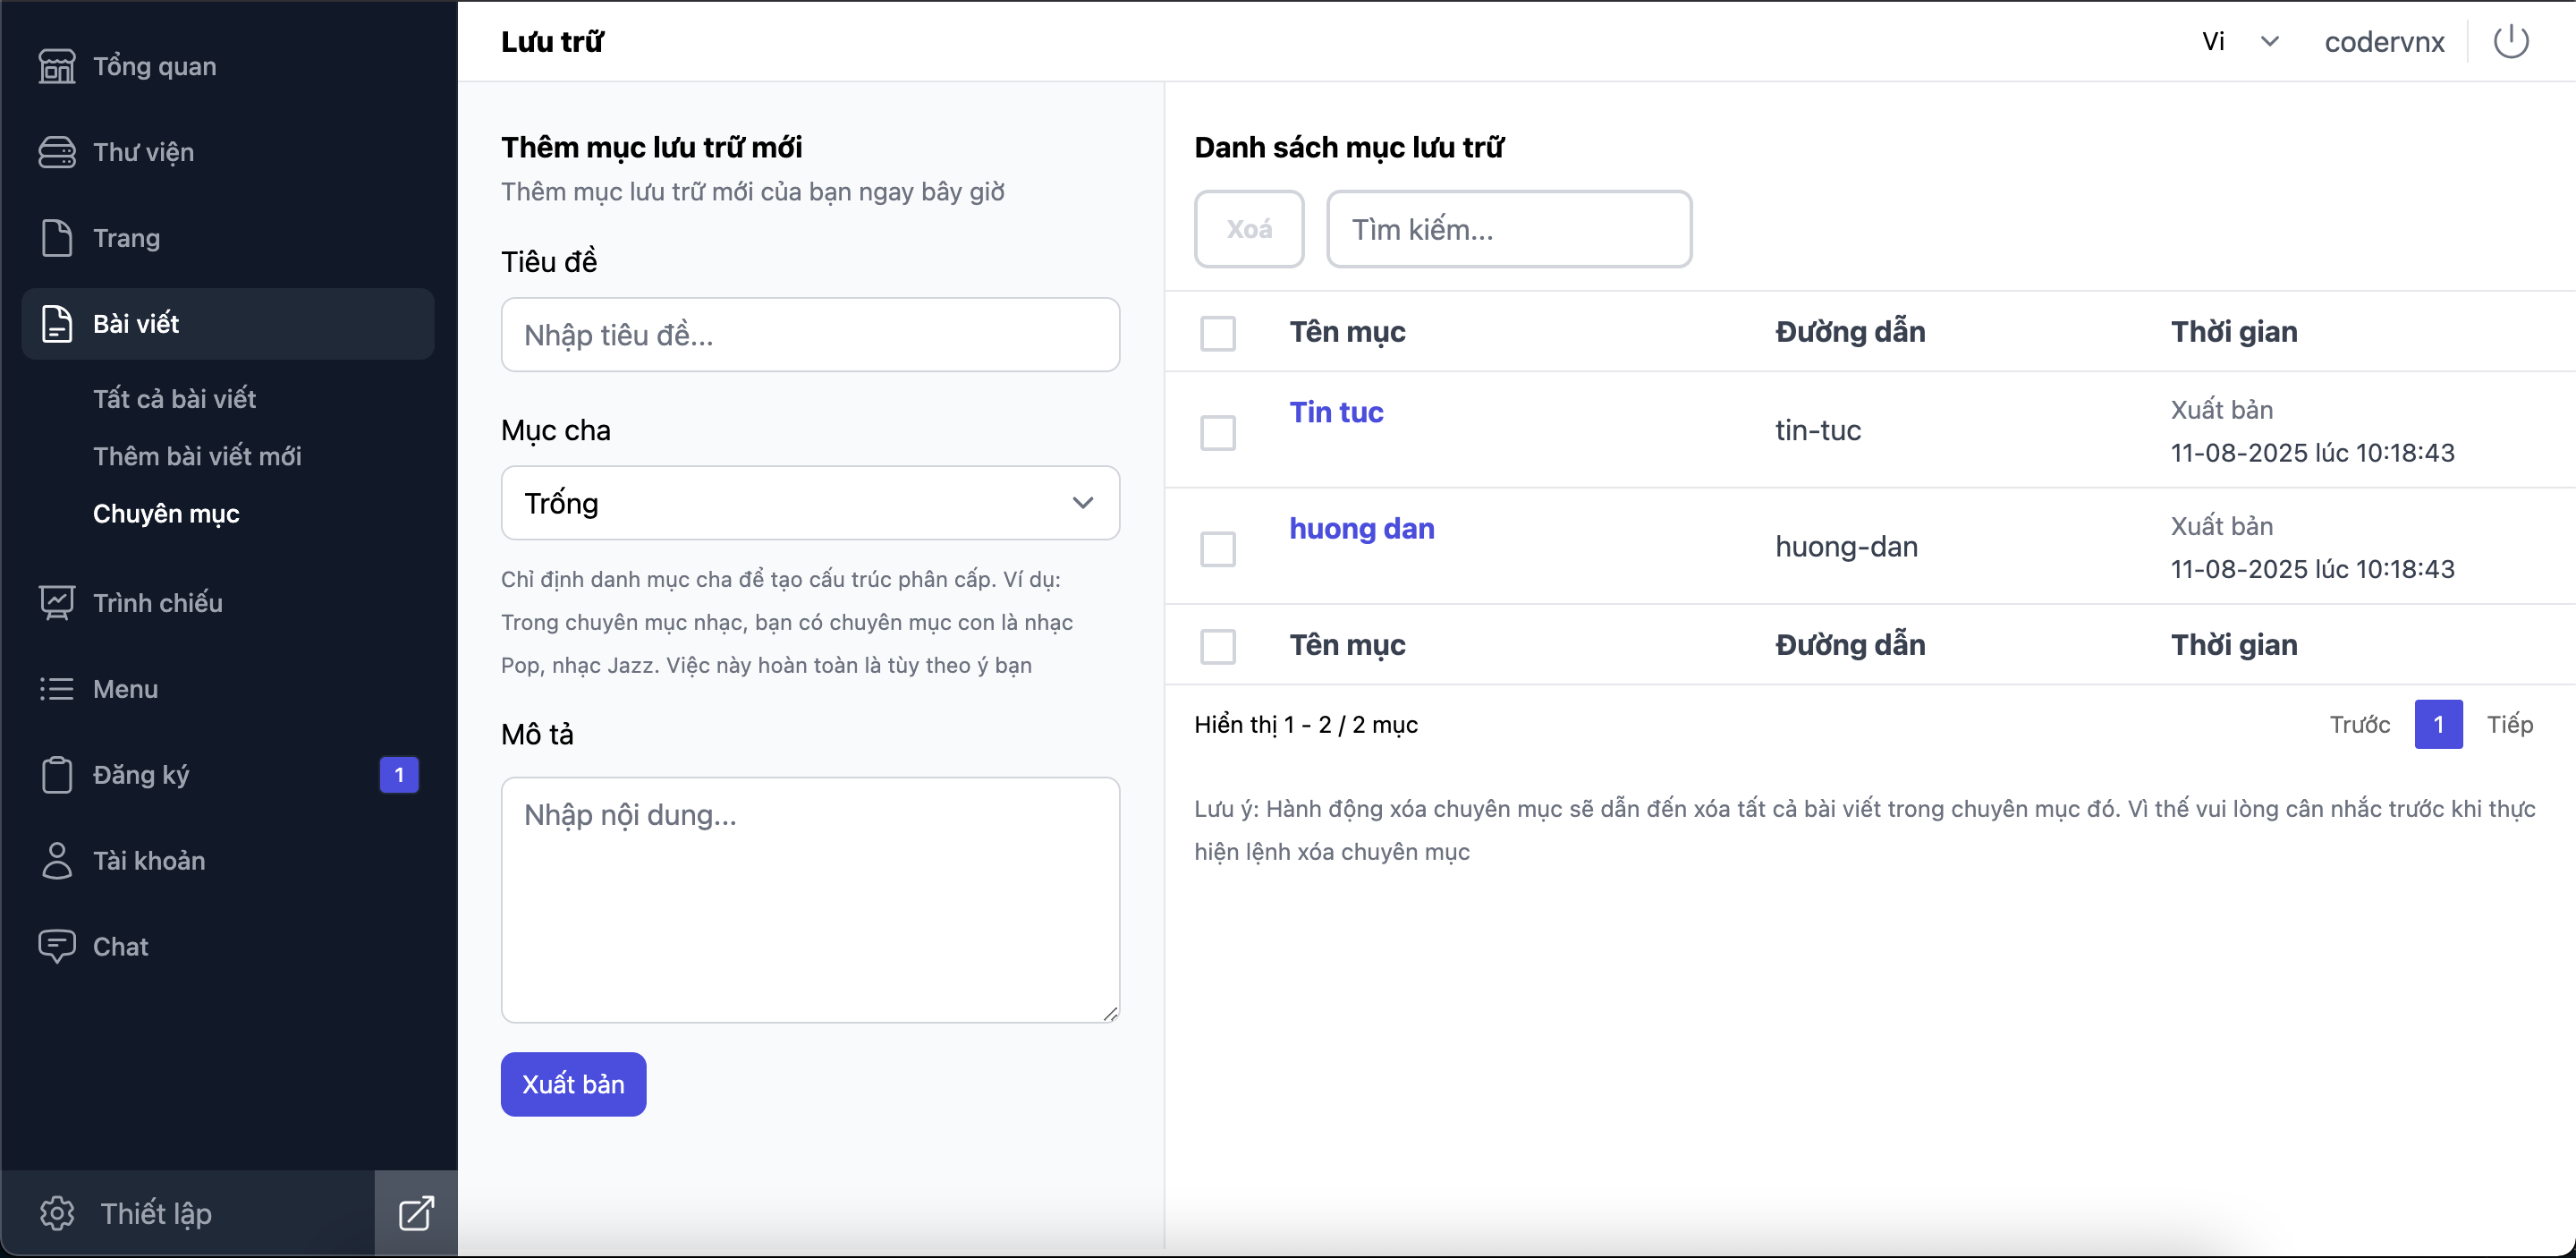 Tổng quan
Thư viện
Trang
Bài viết
Tất cả bài viết
Thêm bài viết mới
Chuyên mục
Trình chiếu
Menu
Đăng ký
1
Tài khoản
Chat
Thiết lập
Lưu trữ
Vi
codervnx
Thêm mục lưu trữ mới
Thêm mục lưu trữ mới của bạn ngay bây giờ
Tiêu đề
Nhập tiêu đề...
Mục cha
Trống
Chỉ định danh mục cha để tạo cấu trúc phân cấp. Ví dụ:
Trong chuyên mục nhạc, bạn có chuyên mục con là nhạc
Pop, nhạc Jazz. Việc này hoàn toàn là tùy theo ý bạn
Mô tả
Nhập nội dung...
Xuất bản
Danh sách mục lưu trữ
Xoá
Tìm kiếm...
Tên mục Đường dẫn Thời gian
Tin tuc tin-tuc Xuất bản
11-08-2025 lúc 10:18:43
huong dan huong-dan Xuất bản
11-08-2025 lúc 10:18:43
Tên mục Đường dẫn Thời gian
Hiển thị 1 - 2 / 2 mục
Trước 1 Tiếp
Lưu ý: Hành động xóa chuyên mục sẽ dẫn đến xóa tất cả bài viết trong chuyên mục đó. Vì thế vui lòng cân nhắc trước khi thực
hiện lệnh xóa chuyên mục